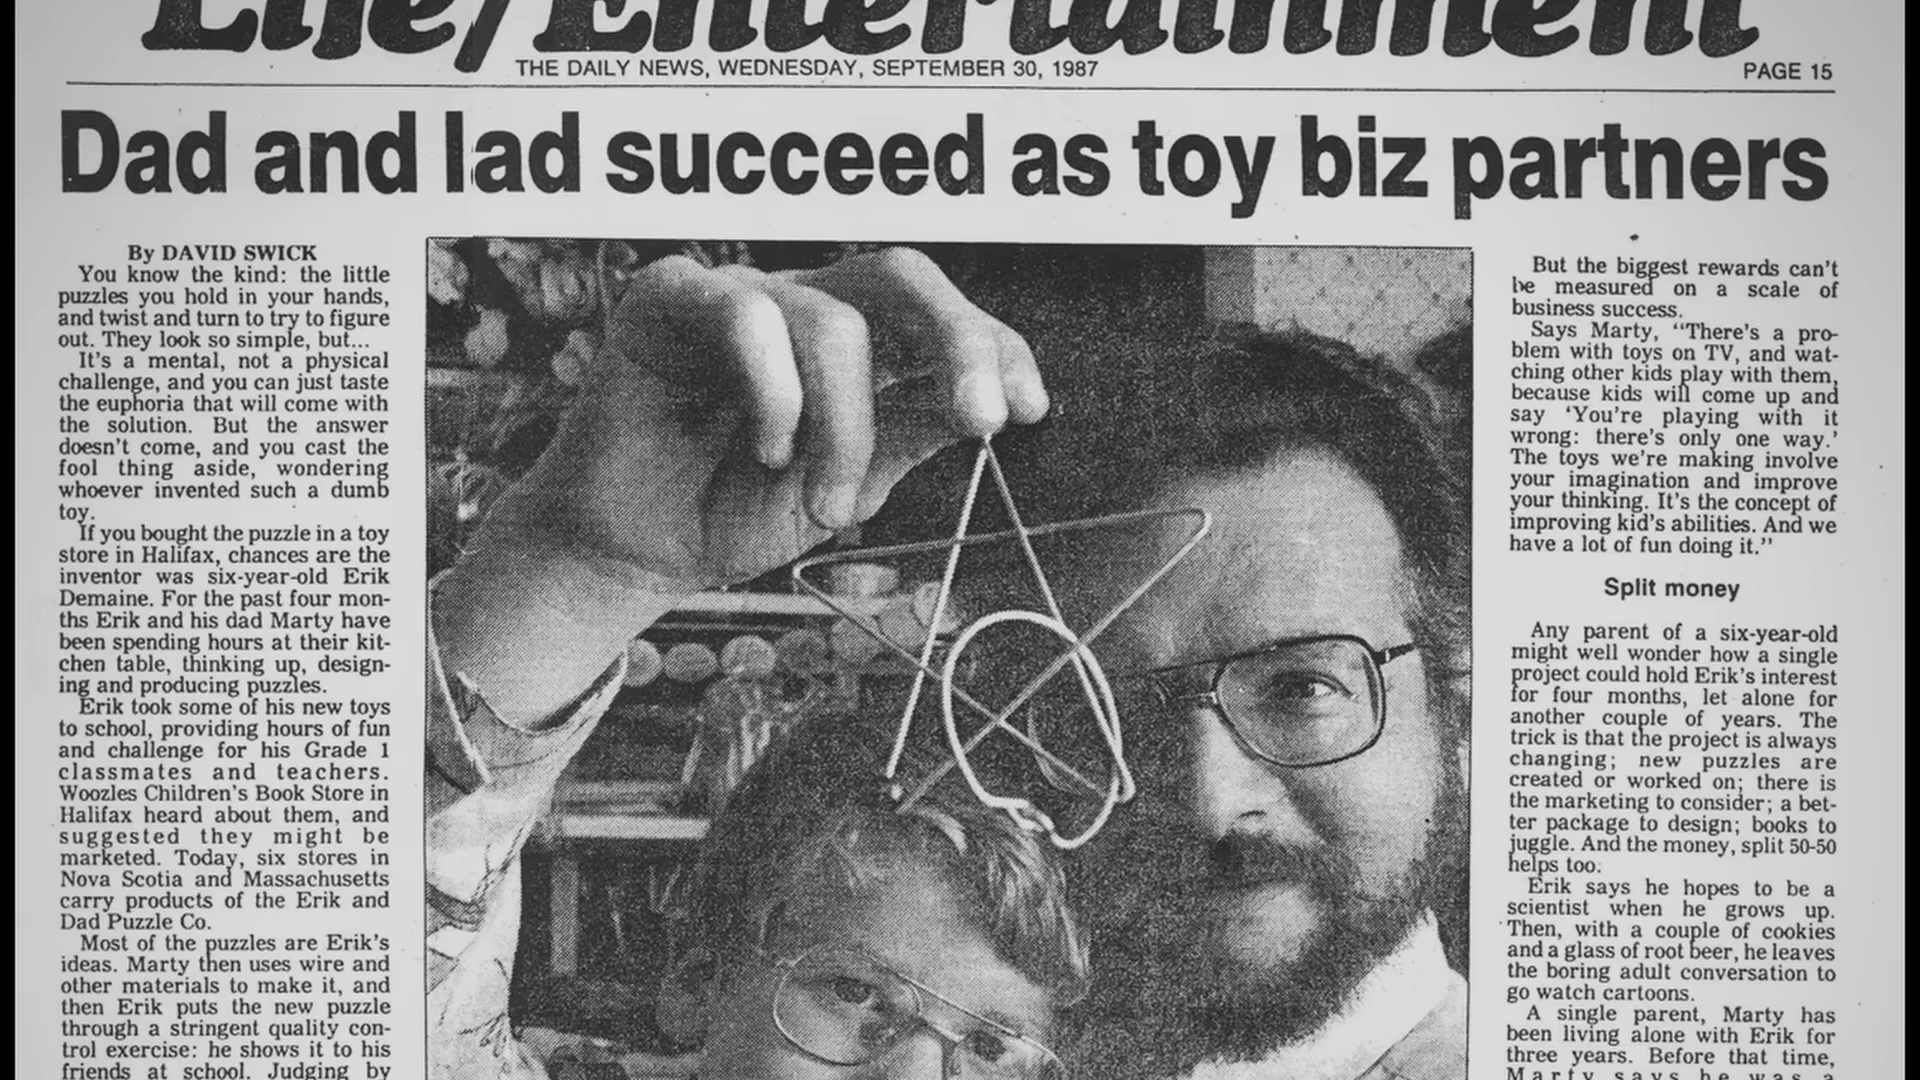 Life/Entertainment
THE DAILY NEWS, WEDNESDAY, SEPTEMBER 30, 1987
PAGE 15
Dad and lad succeed as toy biz partners
By DAVID SWICK
You know the kind: the little
puzzles you hold in your hands,
and twist and turn to try to figure
out. They look so simple, but...
It's a mental, not a physical
challenge, and you can just taste
the euphoria that will come with
the solution. But the answer
doesn't come, and you cast the
fool thing aside, wondering
whoever invented such a dumb
toy.
If you bought the puzzle in a toy
store in Halifax, chances are the
inventor was six-year-old Erik
Demaine. For the past four mon-
ths Erik and his dad Marty have
been spending hours at their kit-
chen table, thinking up, design-
ing and producing puzzles.
Erik took some of his new toys
to school, providing hours of fun
and challenge for his Grade 1
classmates and teachers.
Woozles Children's Book Store in
Halifax heard about them, and
suggested they might be
marketed. Today, six stores in
Nova Scotia and Massachusetts
carry products of the Erik and
Dad Puzzle Co.
Most of the puzzles are Erik's
ideas. Marty then uses wire and
other materials to make it, and
then Erik puts the new puzzle
through a stringent quality con-
trol exercise: he shows it to his
friends at school. Judging by
But the biggest rewards can't
be measured on a scale of
business success.
Says Marty, "There's a pro-
blem with toys on TV, and wat-
ching other kids play with them,
because kids will come up and
say 'You're playing with it
wrong: there's only one way.'
The toys we're making involve
your imagination and improve
your thinking. It's the concept of
improving kid's abilities. And we
have a lot of fun doing it."
Split money
Any parent of a six-year-old
might well wonder how a single
project could hold Erik's interest
for four months, let alone for
another couple of years. The
trick is that the project is always
changing; new puzzles are
created or worked on; there is
the marketing to consider; a bet-
ter package to design; books to
juggle. And the money, split 50-50
helps too.
Erik says he hopes to be a
scientist when he grows up.
Then, with a couple of cookies
and a glass of root beer, he leaves
the boring adult conversation to
go watch cartoons.
A single parent, Marty has
been living alone with Erik for
three years. Before that time,
Marty says he was a